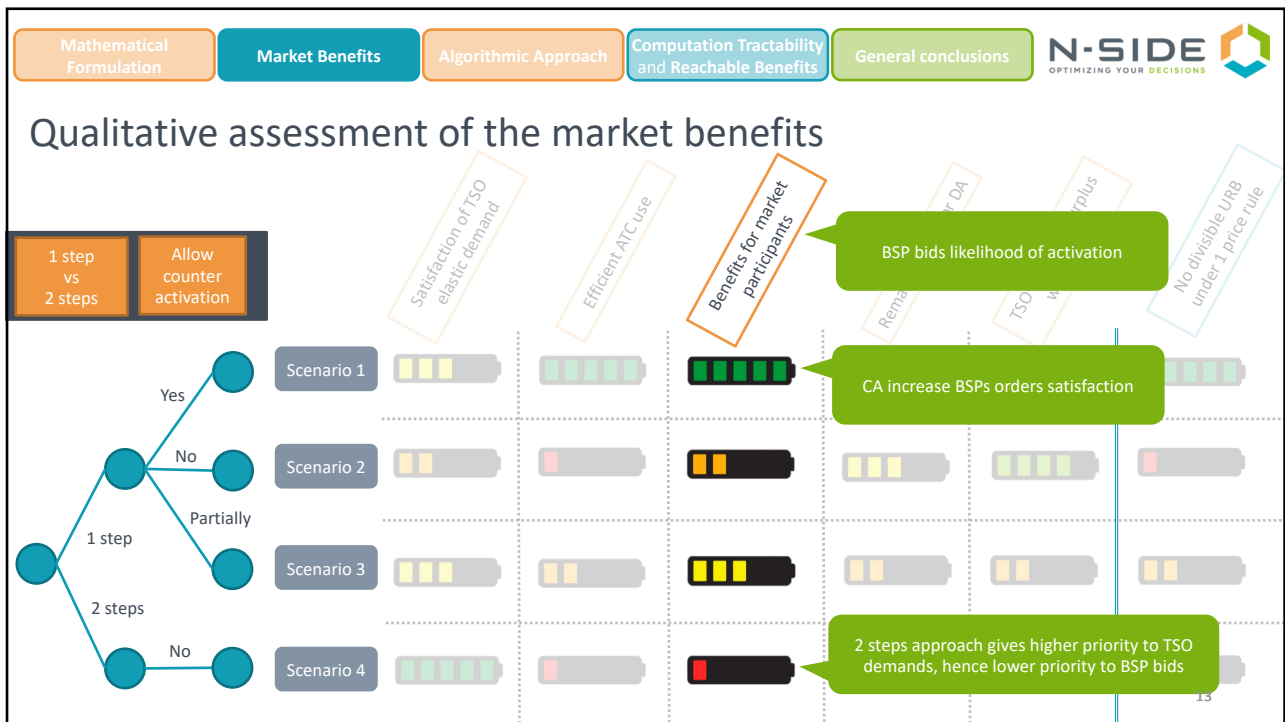 Mathematical
Formulation
Market Benefits
Algorithmic Approach
Computation Tractability
and Reachable Benefits
General conclusions
N-SIDE
OPTIMIZING YOUR DECISIONS
Qualitative assessment of the market benefits
1 step
vs
2 steps
Allow
counter
activation
Satisfaction of TSO
elastic demand
Efficient ATC use
Benefits for market
participants
DA
TSO
No divisible URB
under 1 price rule
BSP bids likelihood of activation
Yes
Scenario 1
CA increase BSPs orders satisfaction
No
Scenario 2
Partially
1 step
Scenario 3
2 steps
No
Scenario 4
2 steps approach gives higher priority to TSO
demands, hence lower priority to BSP bids
13